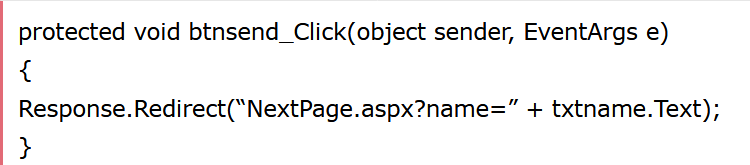 protected void btnsend_Click(object sender, EventArgs e)
{
Response.Redirect(“NextPage.aspx?name=” + txtname.Text);
}